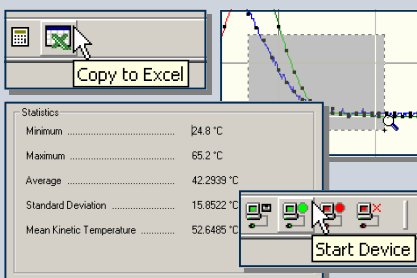 Copy to Excel
Statistics
Minimum .......................... 24.8 °C
Maximum .......................... 65.2 °C
Average .......................... 42.2939 °C
Standard Deviation .............. 15.8522 °C
Mean Kinetic Temperature ........ 52.6485 °C
Start Device